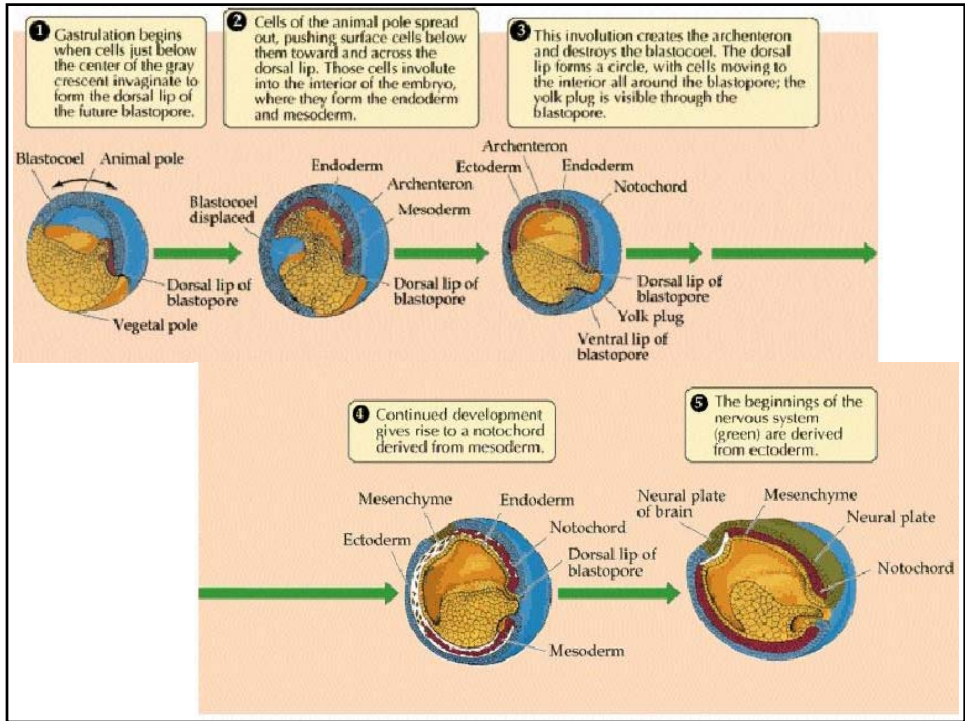 1 Gastrulation begins
when cells just below
the center of the gray
crescent invaginate to
form the dorsal lip of
the future blastopore.
2 Cells of the animal pole spread
out, pushing surface cells below
them toward and across the
dorsal lip. Those cells involute
into the interior of the embryo,
where they form the endoderm
and mesoderm.
3 This involution creates the archenteron
and destroys the blastocoel. The dorsal
lip forms a circle, with cells moving to
the interior all around the blastopore; the
yolk plug is visible through the
blastopore.
Blastocoel
Animal pole
Dorsal lip of
blastopore
Vegetal pole
Blastocoel
displaced
Endoderm
Archenteron
Mesoderm
Dorsal lip of
blastopore
Archenteron
Ectoderm
Endoderm
Notochord
Dorsal lip of
blastopore
Yolk plug
Ventral lip of
blastopore
4 Continued development
gives rise to a notochord
derived from mesoderm.
5 The beginnings of the
nervous system
(green) are derived
from ectoderm.
Mesenchyme
Endoderm
Ectoderm
Notochord
Dorsal lip of
blastopore
Mesoderm
Neural plate
of brain
Mesenchyme
Neural plate
Notochord